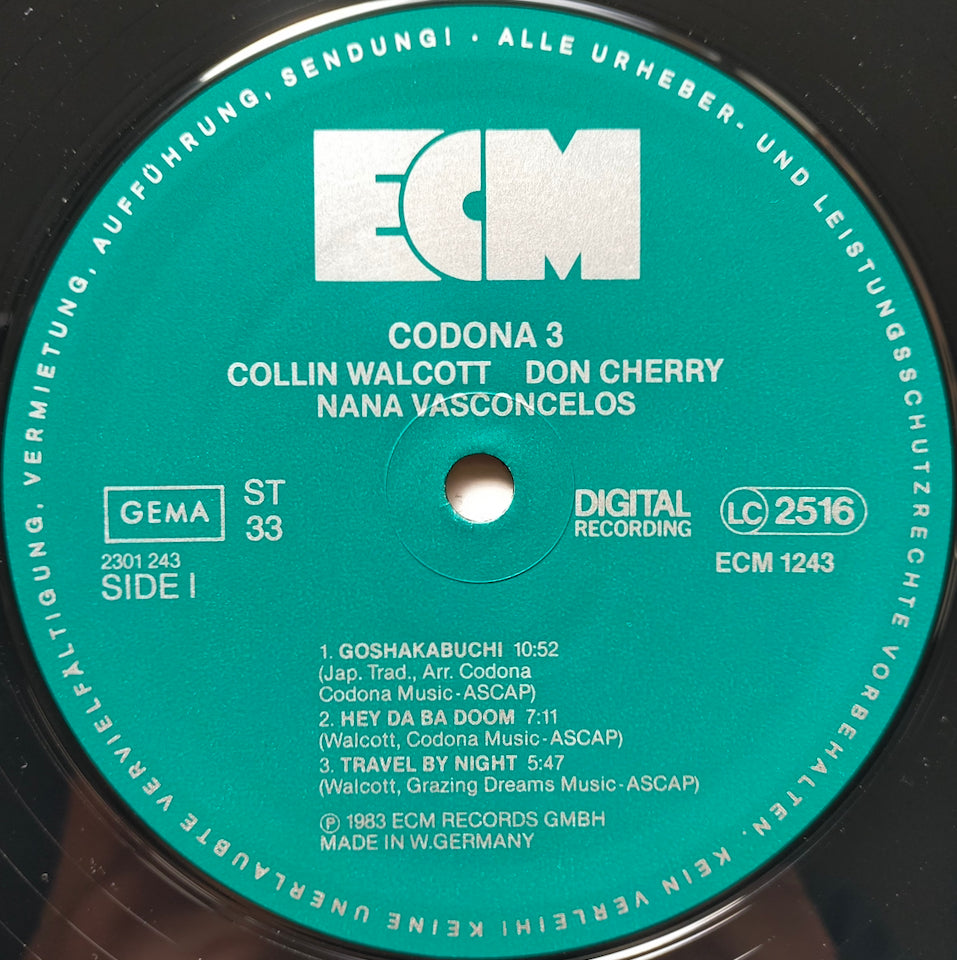 ALLE URHEBER- UND LEISTUNGSSCHUTZRECHTE VORBEHALTEN. KEIN VERLEIH! KEINE UNERLAUBTE VERVIELFÄLTIGUNG, VERMIETUNG, AUFFÜHRUNG, SENDUNG! •
ECM
CODONA 3
COLLIN WALCOTT DON CHERRY
NANA VASCONCELOS
GEMA ST 33
DIGITAL RECORDING
LC 2516
2301 243
SIDE I
ECM 1243
1. GOSHAKABUCHI 10:52
(Jap. Trad., Arr. Codona
Codona Music-ASCAP)
2. HEY DA BA DOOM 7:11
(Walcott, Codona Music-ASCAP)
3. TRAVEL BY NIGHT 5:47
(Walcott, Grazing Dreams Music-ASCAP)
Ⓟ 1983 ECM RECORDS GMBH
MADE IN W.GERMANY